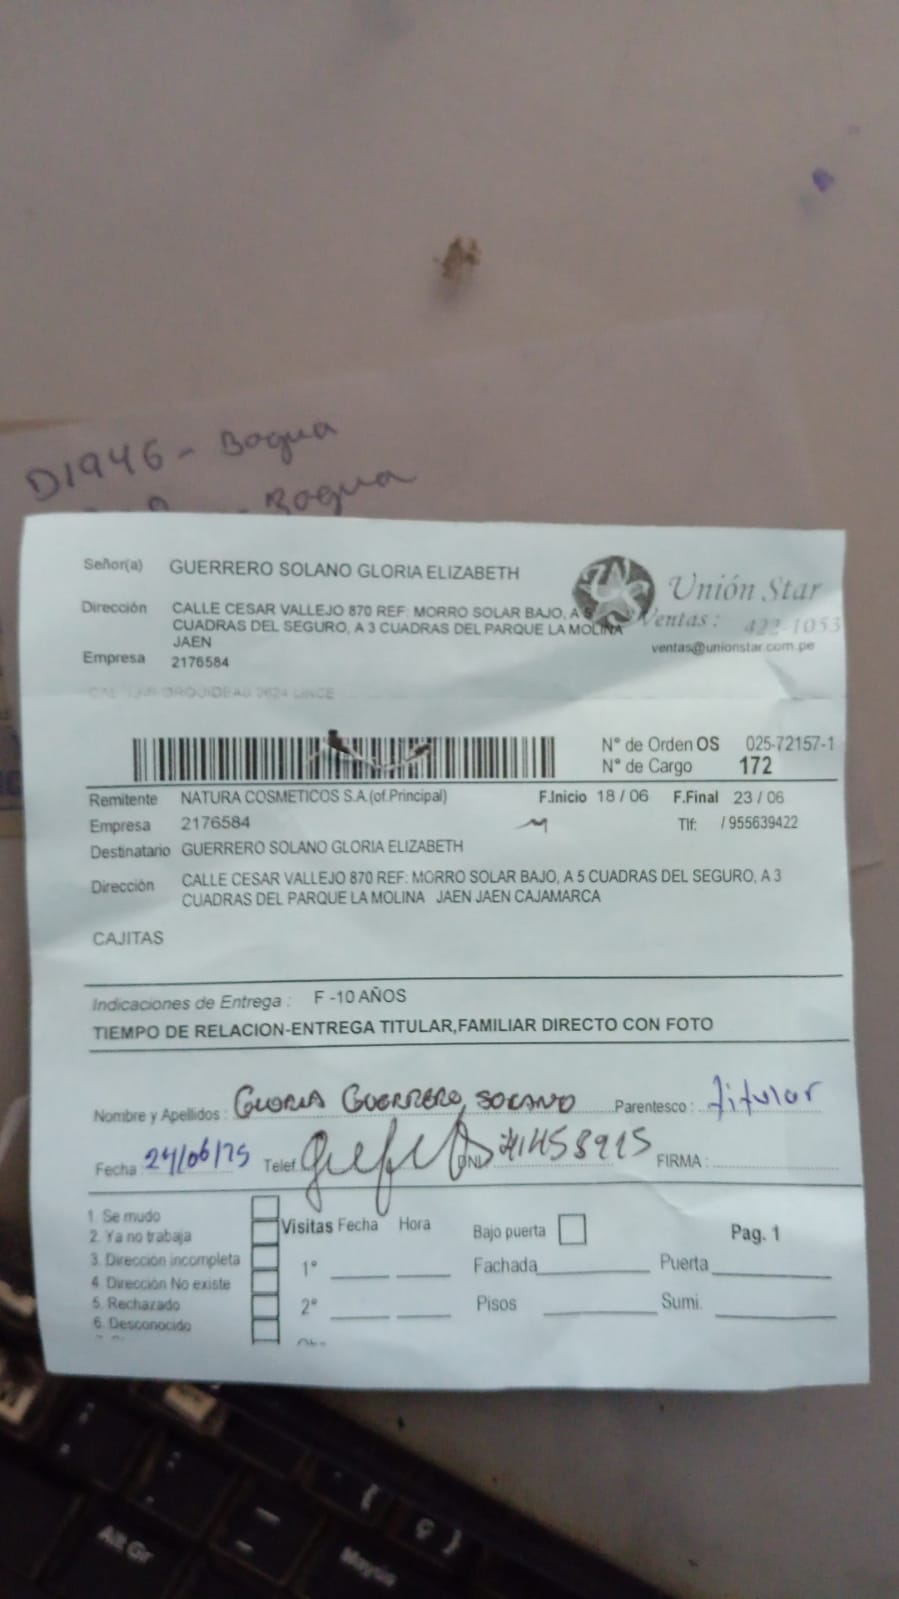 D1946 - Bagua
- Bagua
Señor(a) GUERRERO SOLANO GLORIA ELIZABETH
Unión Star
Dirección CALLE CESAR VALLEJO 870 REF: MORRO SOLAR BAJO, A 5
CUADRAS DEL SEGURO, A 3 CUADRAS DEL PARQUE LA MOLINA
JAEN
Ventas: 422-1053
ventas@unionstar.com.pe
Empresa 2176584
N° de Orden OS 025-72157-1
N° de Cargo 172
Remitente NATURA COSMETICOS S.A.(of.Principal) F.Inicio 18 / 06 F.Final 23 / 06
Empresa 2176584 Tlf: / 955639422
Destinatario GUERRERO SOLANO GLORIA ELIZABETH
Dirección CALLE CESAR VALLEJO 870 REF: MORRO SOLAR BAJO, A 5 CUADRAS DEL SEGURO, A 3
CUADRAS DEL PARQUE LA MOLINA JAEN JAEN CAJAMARCA
CAJITAS
Indicaciones de Entrega : F -10 AÑOS
TIEMPO DE RELACION-ENTREGA TITULAR,FAMILIAR DIRECTO CON FOTO
Nombre y Apellidos : GLORIA GUERRERO SOLANO Parentesco : titular
Fecha : 24/06/25 Telef. DNI 41458915 FIRMA :
1. Se mudo
2. Ya no trabaja
3. Dirección incompleta
4. Dirección No existe
5. Rechazado
6. Desconocido
Visitas Fecha Hora
1°
2°
Bajo puerta
Pag. 1
Fachada Puerta
Pisos Sumi.
Alt Gr
Mayús